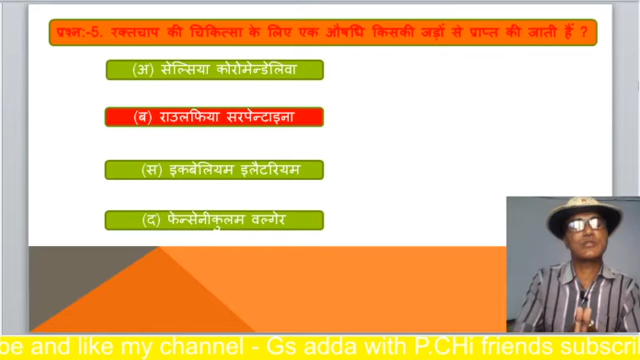 प्रश्न:-5. रक्तचाप की चिकित्सा के लिए एक औषधि किसकी जड़ों से प्राप्त की जाती हैं ?
(अ) सेल्सिया कोरोमेन्डेलिवा
(ब) राउलफिया सरपेन्टाइना
(स) इकबेलियम इलैटरियम
(द) फेन्सेनीकुलम वल्गेर
be and like my channel - Gs adda with P.CHi friends subscri